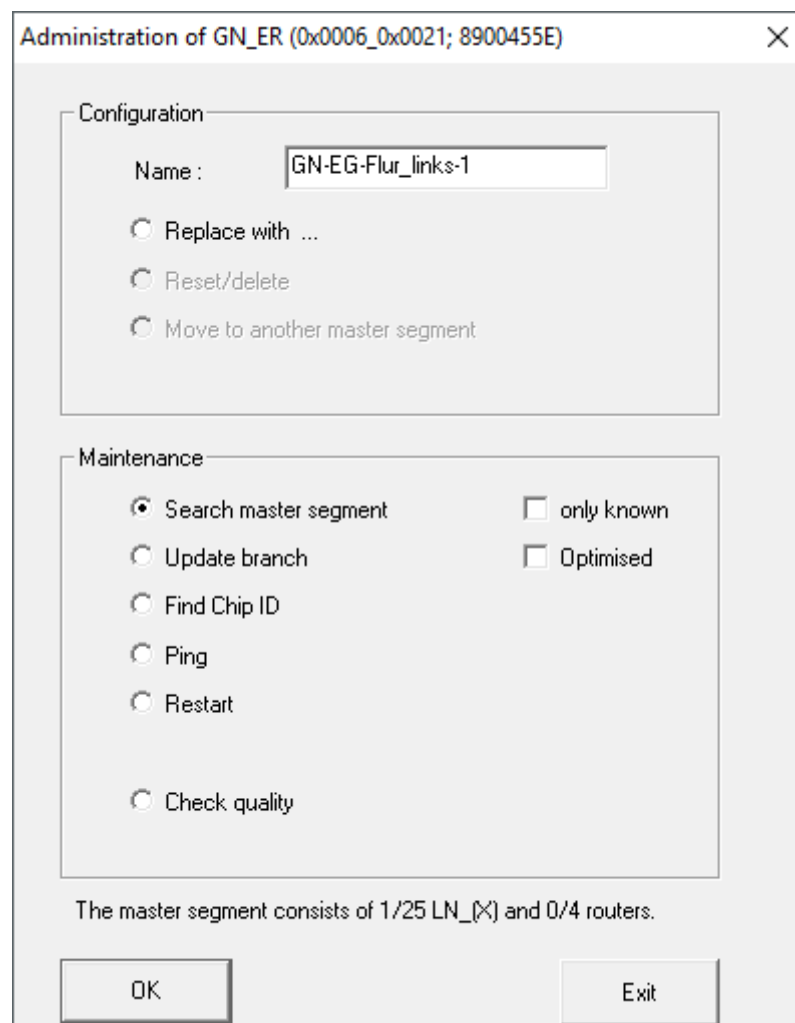 Administration of GN_ER (0x0006_0x0021; 8900455E)
Configuration
Name :
GN-EG-Flur_links-1
Replace with ...
Reset/delete
Move to another master segment
Maintenance
Search master segment
only known
Update branch
Optimised
Find Chip ID
Ping
Restart
Check quality
The master segment consists of 1/25 LN_(X) and 0/4 routers.
OK
Exit